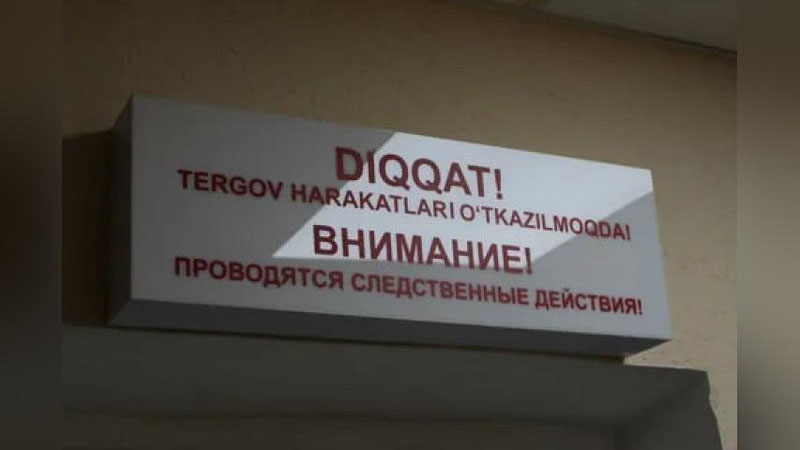 DIQQAT!
TERGOV HARAKATLARI O‘TKAZILMOQDA!
ВНИМАНИЕ!
ПРОВОДЯТСЯ СЛЕДСТВЕННЫЕ ДЕЙСТВИЯ!